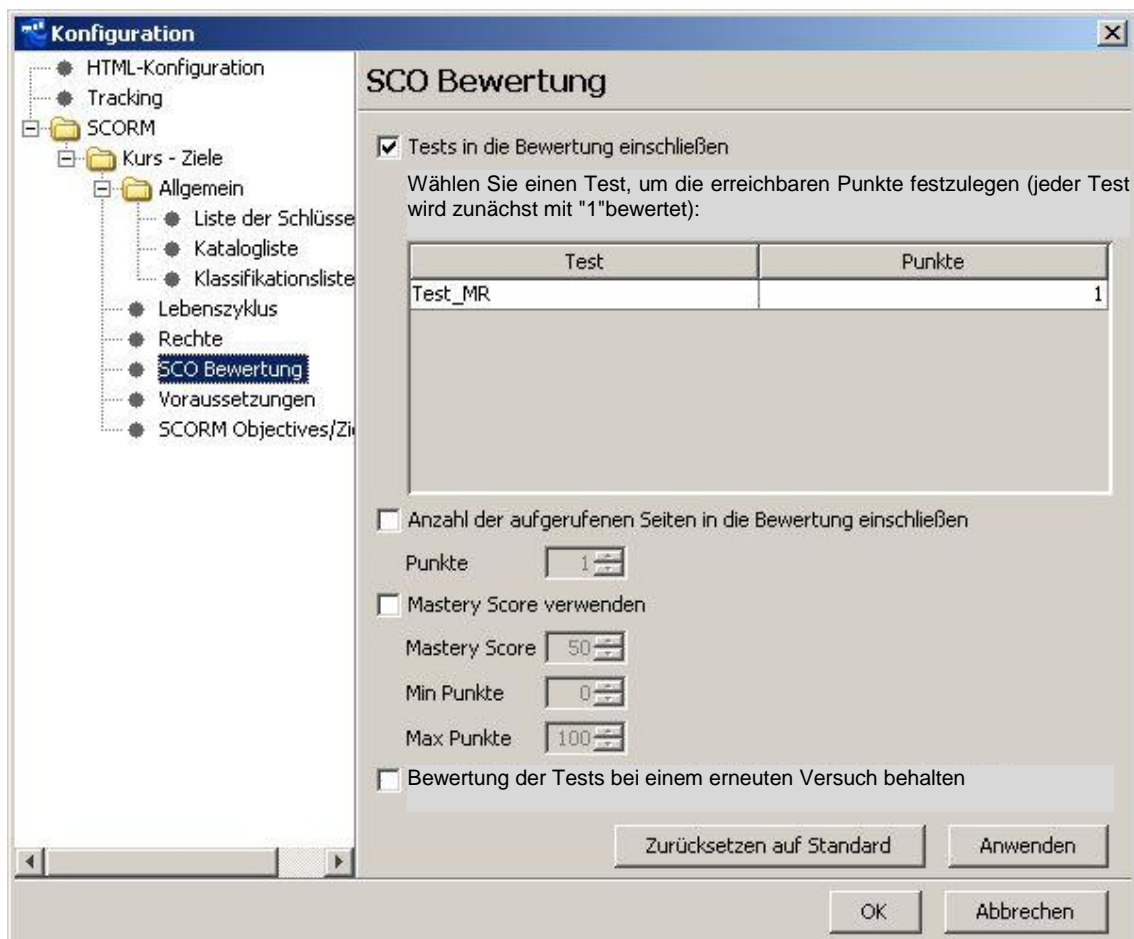 Konfiguration
HTML-Konfiguration
Tracking
SCORM
Kurs - Ziele
Allgemein
Liste der Schlüsse
Katalogliste
Klassifikationsliste
Lebenszyklus
Rechte
SCO Bewertung
Voraussetzungen
SCORM Objectives/Zie
SCO Bewertung
Tests in die Bewertung einschließen
Wählen Sie einen Test, um die erreichbaren Punkte festzulegen (jeder Test
wird zunächst mit "1"bewertet):
Test Punkte
Test_MR 1
Anzahl der aufgerufenen Seiten in die Bewertung einschließen
Punkte 1
Mastery Score verwenden
Mastery Score 50
Min Punkte 0
Max Punkte 100
Bewertung der Tests bei einem erneuten Versuch behalten
Zurücksetzen auf Standard Anwenden
OK Abbrechen